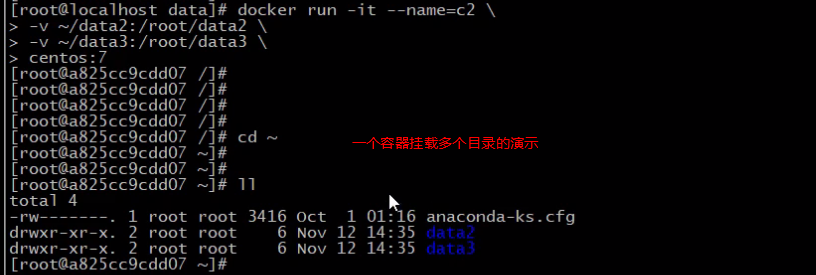 [root@localhost data]# docker run -it --name=c2 \
> -v ~/data2:/root/data2 \
> -v ~/data3:/root/data3 \
> centos:7
[root@a825cc9cdd07 /]#
[root@a825cc9cdd07 /]#
[root@a825cc9cdd07 /]#
[root@a825cc9cdd07 /]#
[root@a825cc9cdd07 /]# cd ~
一个容器挂载多个目录的演示
[root@a825cc9cdd07 ~]#
[root@a825cc9cdd07 ~]#
[root@a825cc9cdd07 ~]# ll
total 4
-rw-------. 1 root root 3416 Oct  1 01:16 anaconda-ks.cfg
drwxr-xr-x. 2 root root    6 Nov 12 14:35 data2
drwxr-xr-x. 2 root root    6 Nov 12 14:35 data3
[root@a825cc9cdd07 ~]#